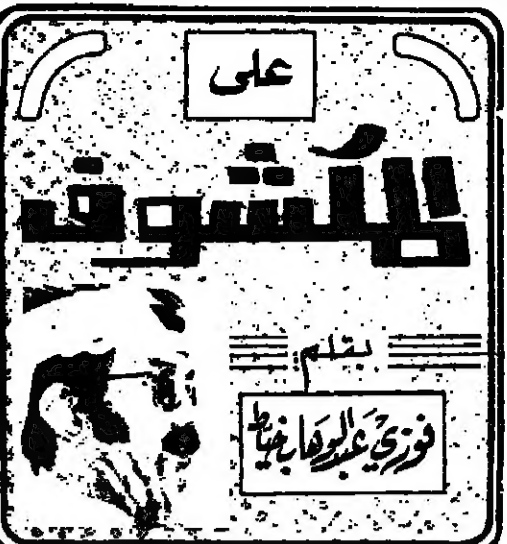 على
المكشوف
بقلم
فوزي عبدالوهاب خياط